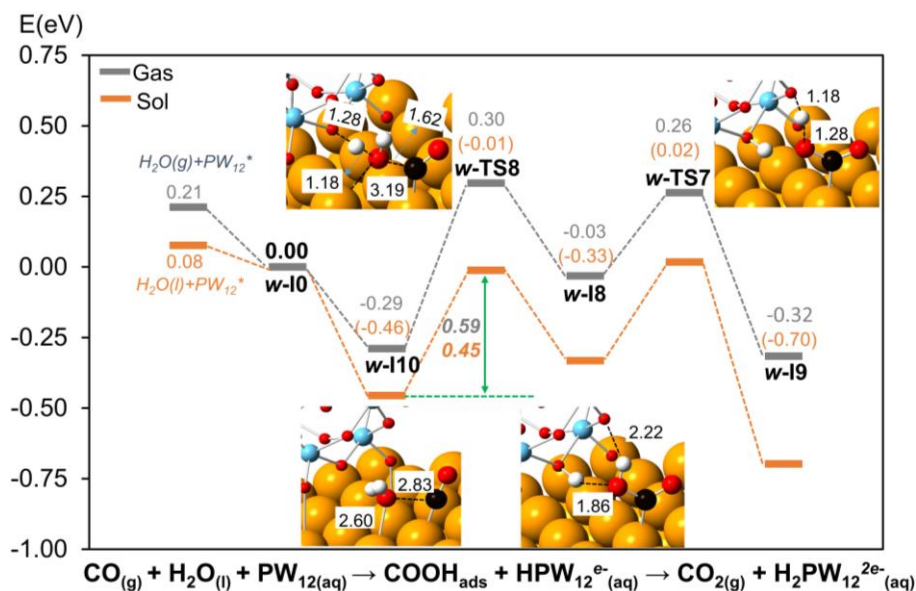 E(eV)
0.75
0.50
0.25
0.00
-0.25
-0.50
-0.75
-1.00
Gas
Sol
H₂O(g)+PW₁₂*
0.21
0.08
H₂O(l)+PW₁₂*
0.00
w-I0
-0.29
(-0.46)
w-I10
1.28
1.62
1.18
3.19
0.30
(-0.01)
w-TS8
0.59
0.45
-0.03
(-0.33)
w-I8
0.26
(0.02)
w-TS7
1.18
1.28
-0.32
(-0.70)
w-I9
2.83
2.60
2.22
1.86
CO(g) + H₂O(l) + PW₁₂(aq) → COOHads + HPW₁₂e-(aq) → CO₂(g) + H₂PW₁₂2e-(aq)